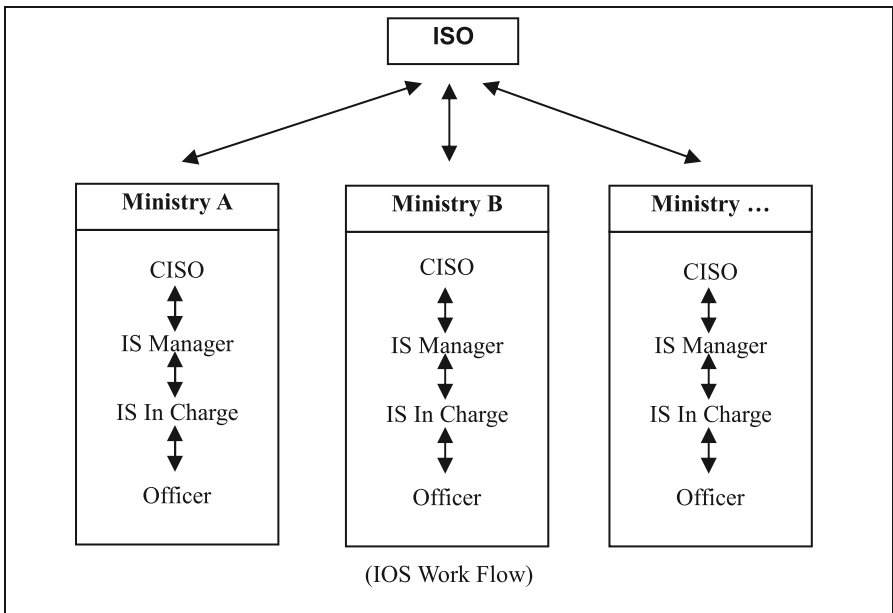 ISO
Ministry A
CISO
IS Manager
IS In Charge
Officer
Ministry B
CISO
IS Manager
IS In Charge
Officer
Ministry …
CISO
IS Manager
IS In Charge
Officer
(IOS Work Flow)